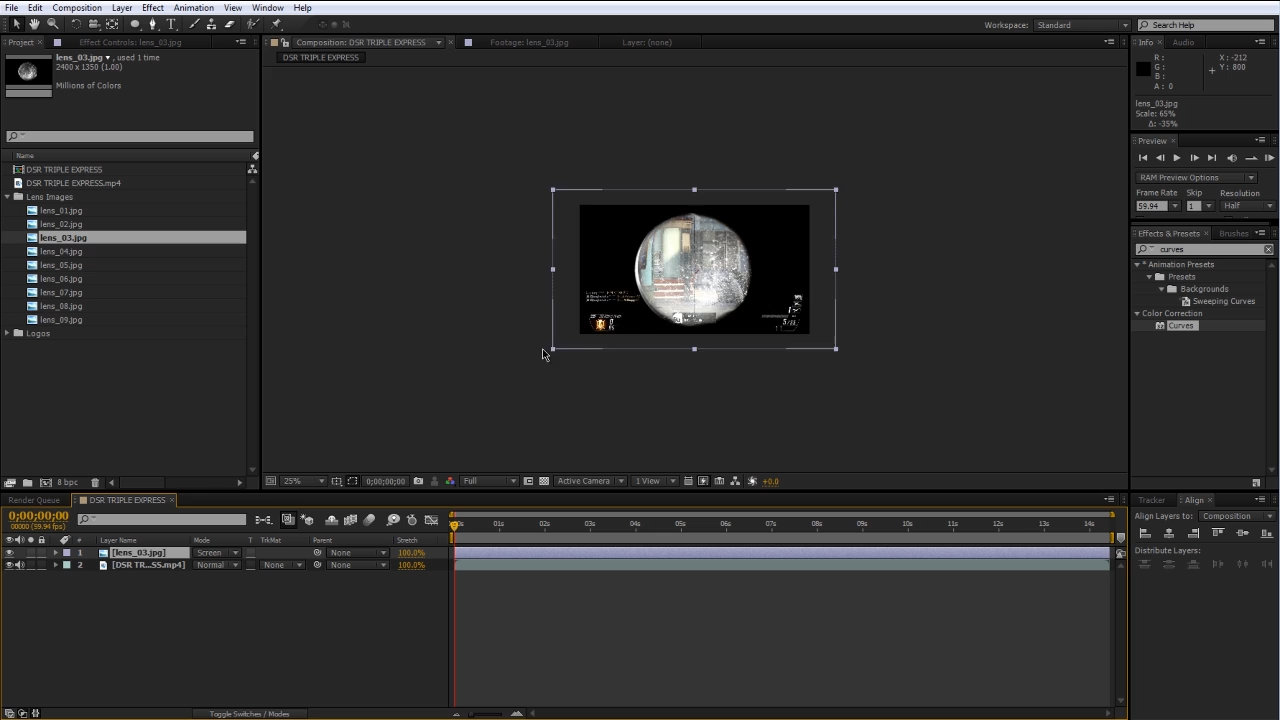 File Edit Composition Layer Effect Animation View Window Help
Workspace: Standard Search Help
Project Effect Controls: lens_03.jpg Composition: DSR TRIPLE EXPRESS Footage: lens_03.jpg Layer: (none) Info Audio
lens_03.jpg, used 1 time
2400 x 1350 (1.00)
Millions of Colors
DSR TRIPLE EXPRESS
R:
G:
B:
A: 0
X: -212
Y: 800
lens_03.jpg
Scale: 65%
Δ: -35%
Preview
RAM Preview Options
Frame Rate Skip Resolution
59.94 1 Half
Effects & Presets Brushes
curves
Animation Presets
Presets
Backgrounds
Sweeping Curves
Color Correction
Curves
Name
DSR TRIPLE EXPRESS
DSR TRIPLE EXPRESS.mp4
Lens Images
lens_01.jpg
lens_02.jpg
lens_03.jpg
lens_04.jpg
lens_05.jpg
lens_06.jpg
lens_07.jpg
lens_08.jpg
lens_09.jpg
Logos
8 bpc
25% 0;00;00;00 Full Active Camera 1 View +0.0
Render Queue DSR TRIPLE EXPRESS
0;00;00;00
00000 (59.94 fps)
01s 02s 03s 04s 05s 06s 07s 08s 09s 10s 11s 12s 13s 14s
# Layer Name Mode T TrkMat Parent Stretch
1 [lens_03.jpg] Screen None 100.0%
2 [DSR TR...SS.mp4] Normal None None 100.0%
Toggle Switches / Modes
Tracker Align
Align Layers to: Composition
Distribute Layers: